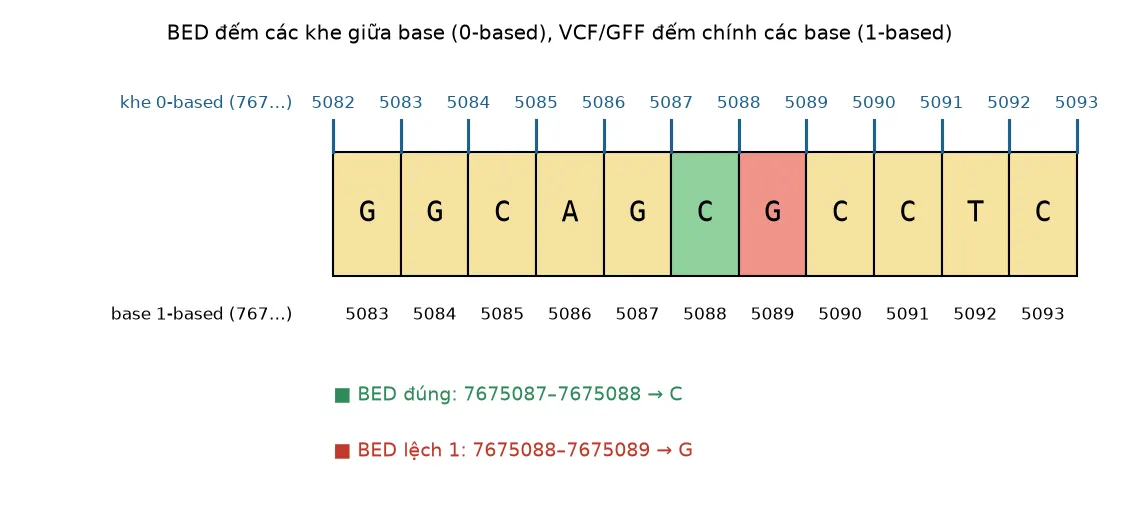 BED đếm các khe giữa base (0-based), VCF/GFF đếm chính các base (1-based)
khe 0-based (767...) 5082 5083 5084 5085 5086 5087 5088 5089 5090 5091 5092 5093
G G C A G C G C C T C
base 1-based (767...) 5083 5084 5085 5086 5087 5088 5089 5090 5091 5092 5093
BED đúng: 7675087–7675088 → C
BED lệch 1: 7675088–7675089 → G